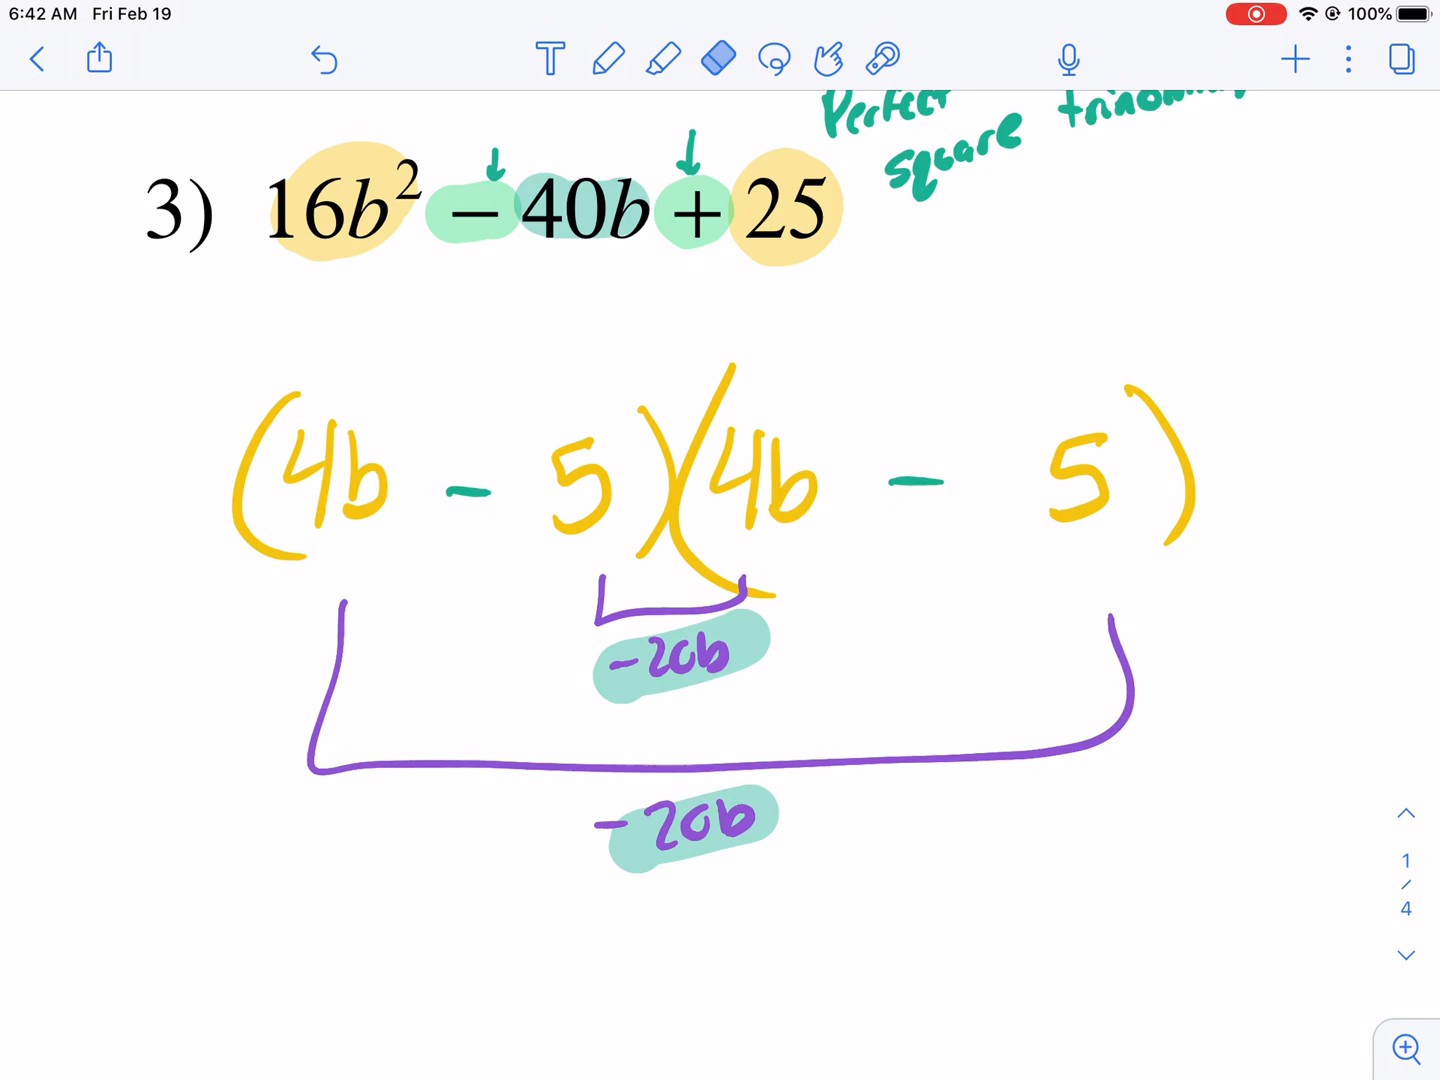 6:42 AM Fri Feb 19
100%
Perfect
square trinomial
3) 16b² − 40b + 25
(4b - 5)(4b - 5)
-20b
-20b
1
/
4